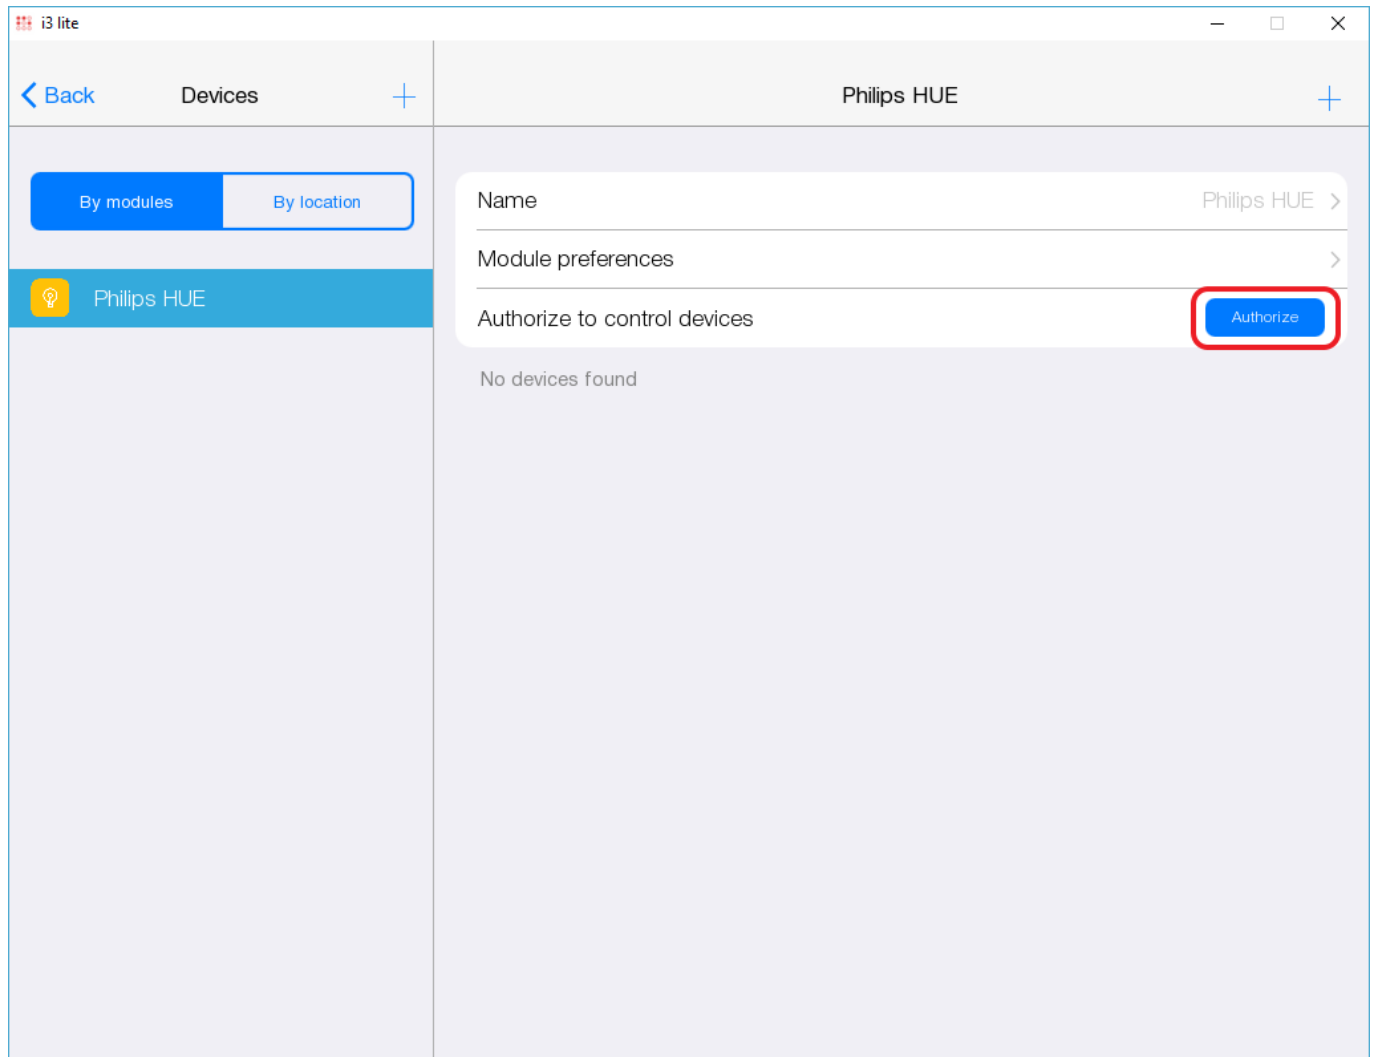 i3 lite
Back Devices
Philips HUE
By modules By location
Philips HUE
Name Philips HUE
Module preferences
Authorize to control devices Authorize
No devices found